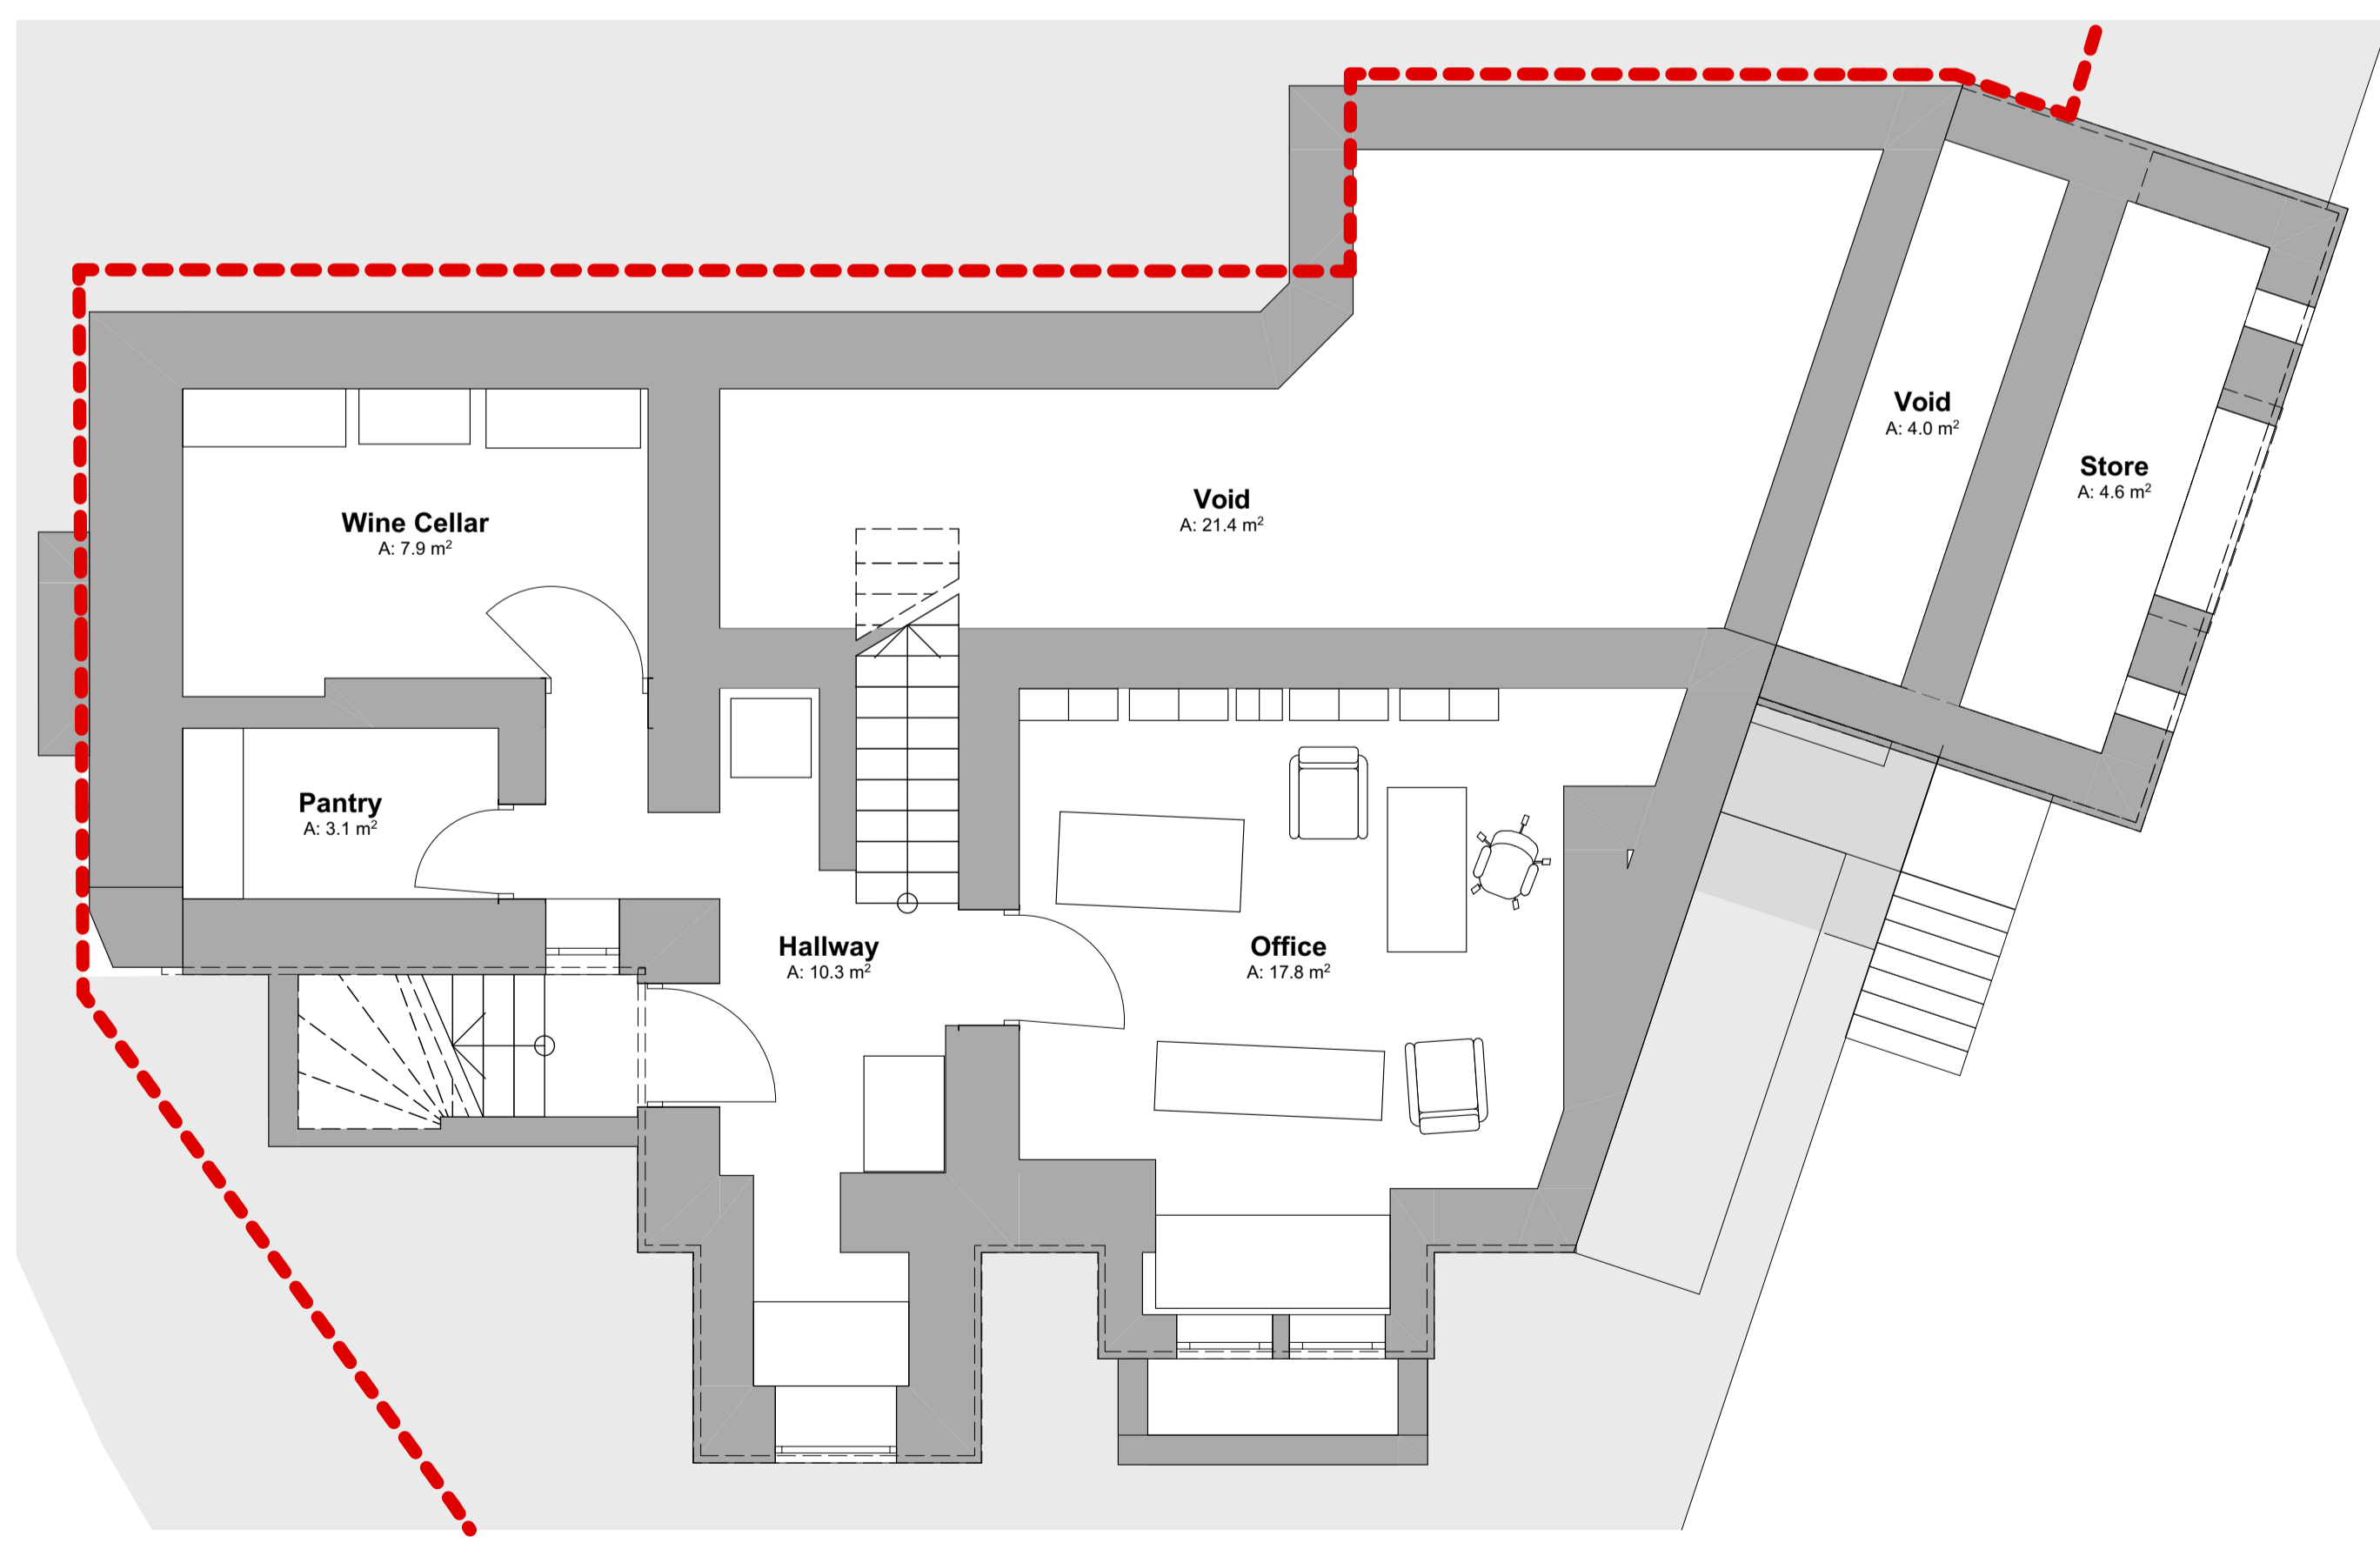 Void
A: 4.0 m²
Store
A: 4.6 m²
Void
A: 21.4 m²
Wine Cellar
A: 7.9 m²
Pantry
A: 3.1 m²
Hallway
A: 10.3 m²
Office
A: 17.8 m²